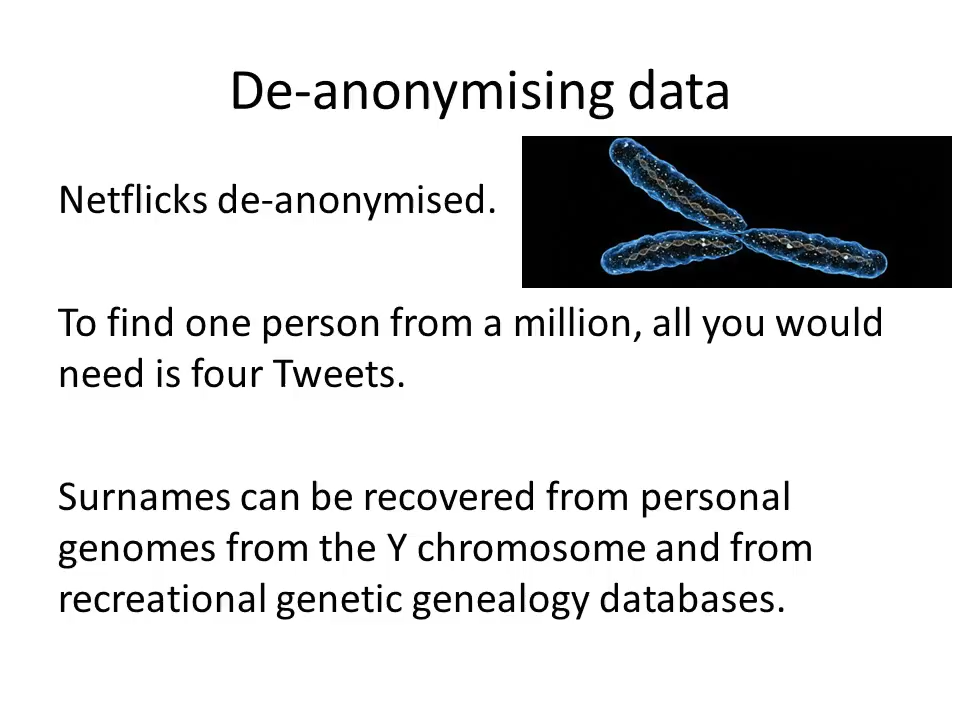 De-anonymising data
Netflicks de-anonymised.
To find one person from a million, all you would
need is four Tweets.
Surnames can be recovered from personal
genomes from the Y chromosome and from
recreational genetic genealogy databases.